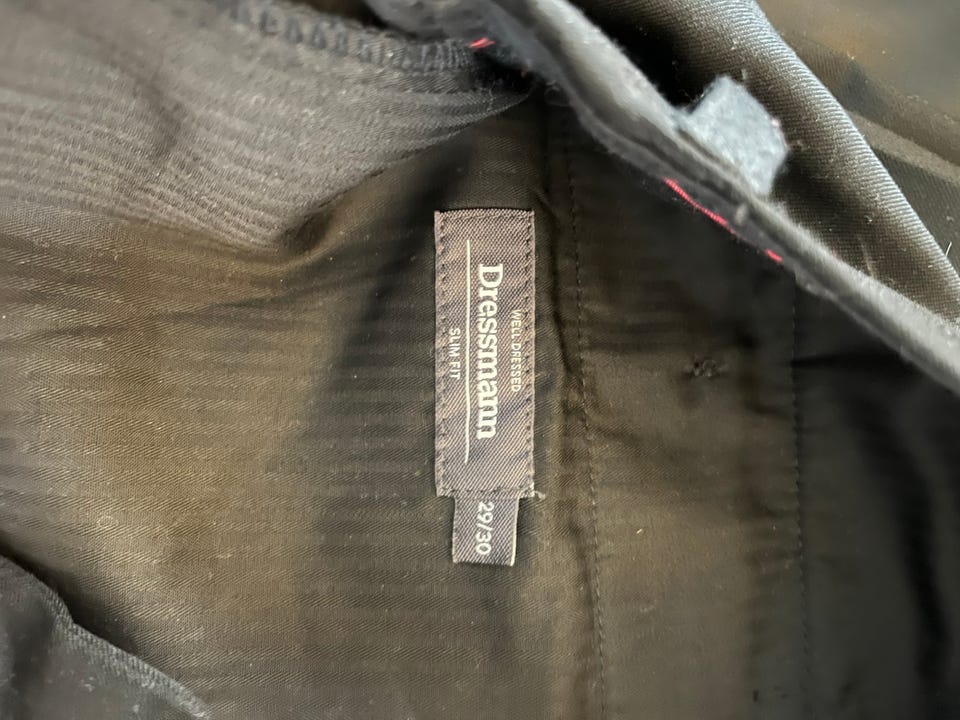 WELL DRESSED
Dressmann
SLIM FIT
29/30